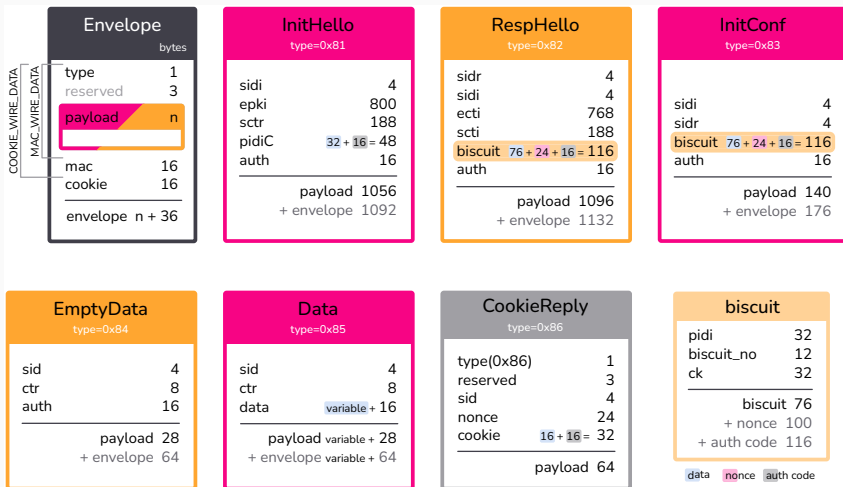 Envelope
bytes
COOKIE_WIRE_DATA
MAC_WIRE_DATA
type 1
reserved 3
payload n
mac 16
cookie 16
envelope n + 36
InitHello
type=0x81
sidi 4
epki 800
sctr 188
pidiC 32 + 16 = 48
auth 16
payload 1056
+ envelope 1092
RespHello
type=0x82
sidr 4
sidi 4
ecti 768
scti 188
biscuit 76 + 24 + 16 = 116
auth 16
payload 1096
+ envelope 1132
InitConf
type=0x83
sidi 4
sidr 4
biscuit 76 + 24 + 16 = 116
auth 16
payload 140
+ envelope 176
EmptyData
type=0x84
sid 4
ctr 8
auth 16
payload 28
+ envelope 64
Data
type=0x85
sid 4
ctr 8
data variable + 16
payload variable + 28
+ envelope variable + 64
CookieReply
type=0x86
type(0x86) 1
reserved 3
sid 4
nonce 24
cookie 16 + 16 = 32
payload 64
biscuit
pidi 32
biscuit_no 12
ck 32
biscuit 76
+ nonce 100
+ auth code 116
data nonce auth code